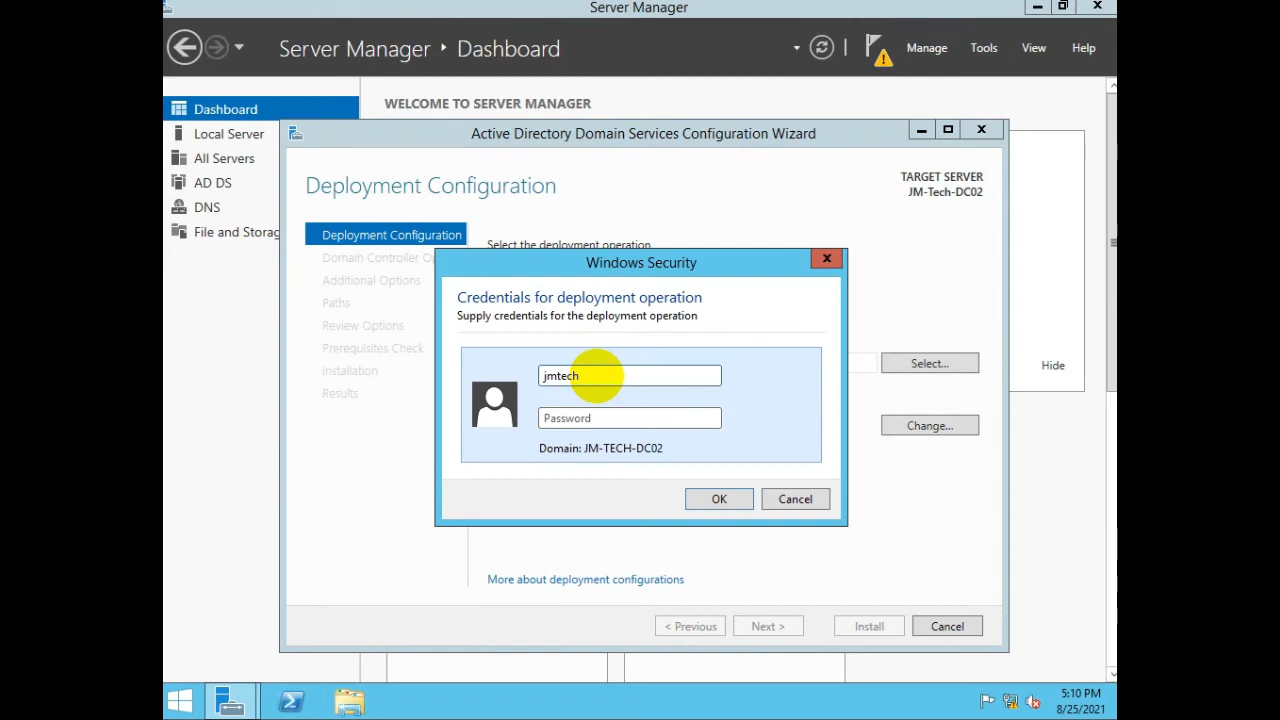 Server Manager
Server Manager ‣ Dashboard
Manage Tools View Help
Dashboard
Local Server
All Servers
AD DS
DNS
File and Storag
WELCOME TO SERVER MANAGER
Active Directory Domain Services Configuration Wizard
Deployment Configuration
TARGET SERVER
JM-Tech-DC02
Deployment Configuration
Domain Controller Op
Additional Options
Paths
Review Options
Prerequisites Check
Installation
Results
Select the deployment operation
Windows Security
Credentials for deployment operation
Supply credentials for the deployment operation
jmtech
Password
Domain: JM-TECH-DC02
OK Cancel
Select...
Change...
Hide
More about deployment configurations
< Previous Next > Install Cancel
5:10 PM
8/25/2021